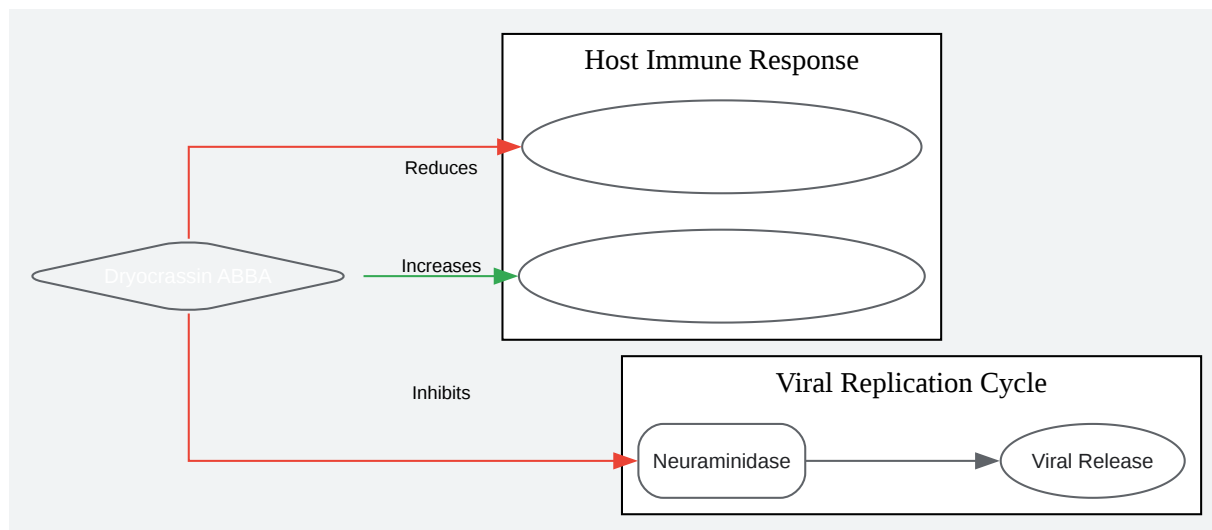 Host Immune Response
Reduces
Dryocrassin ABBA
Increases
Inhibits
Viral Replication Cycle
Neuraminidase
Viral Release